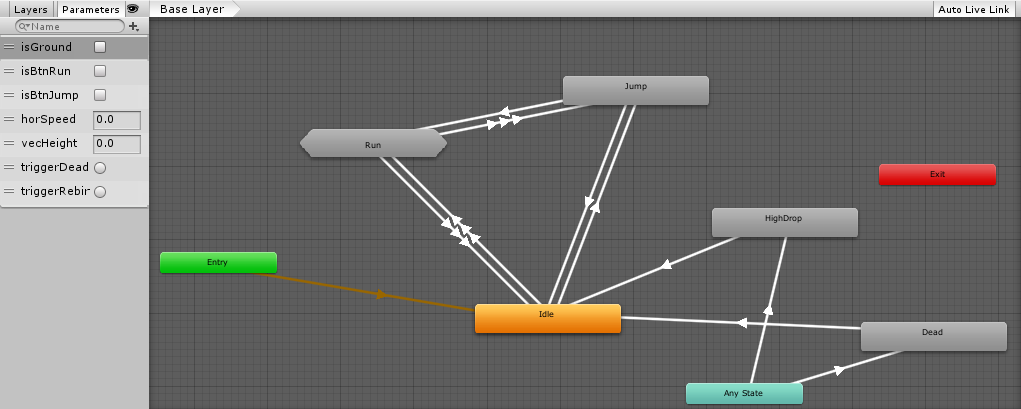 Layers Parameters Base Layer Auto Live Link
Name
isGround
isBtnRun
isBtnJump
horSpeed 0.0
vecHeight 0.0
triggerDead
triggerRebir
Jump
Run
Exit
HighDrop
Entry
Idle
Dead
Any State